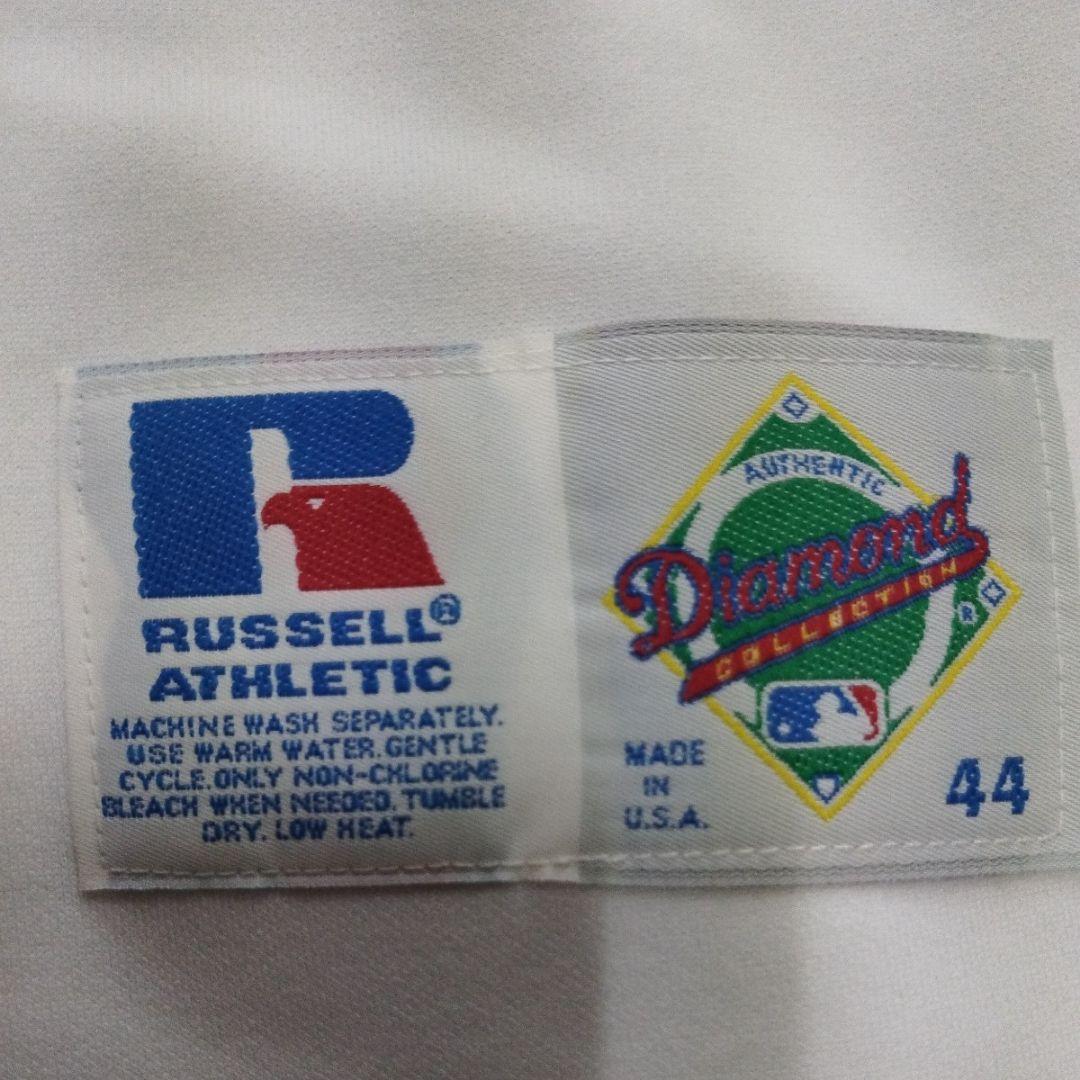 RUSSELL®
ATHLETIC
MACHINE WASH SEPARATELY.
USE WARM WATER.GENTLE
CYCLE.ONLY NON-CHLORINE
BLEACH WHEN NEEDED. TUMBLE
DRY. LOW HEAT.
AUTHENTIC
Diamond
COLLECTION
®
MADE
IN
U.S.A.
44